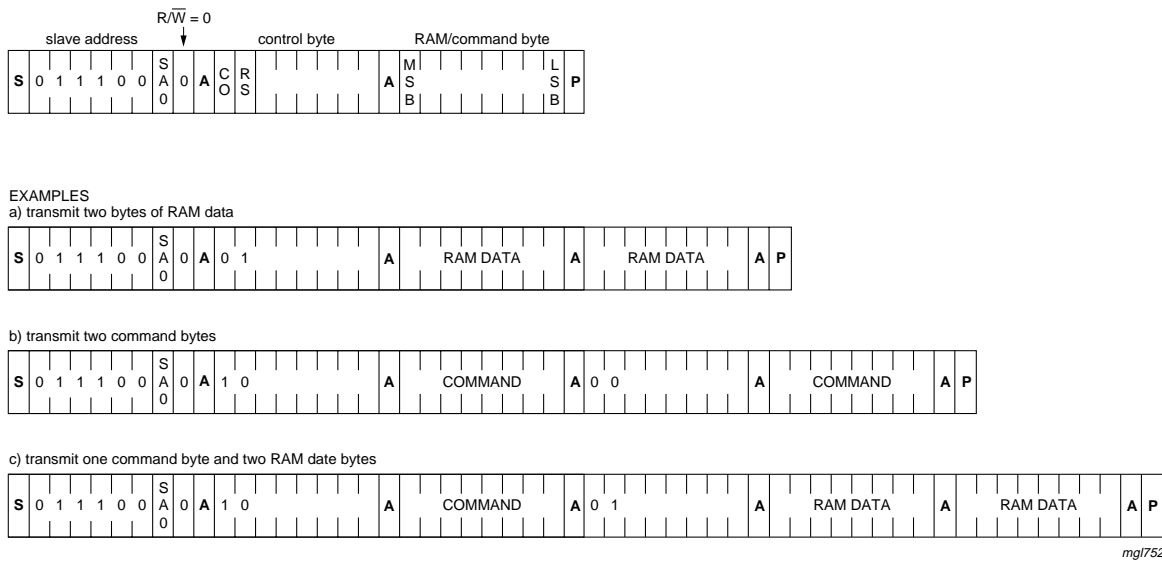 R/W = 0
slave address control byte RAM/command byte
S 0 1 1 1 0 0 SA0 0 A CO RS A MSB LSB P
EXAMPLES
a) transmit two bytes of RAM data
S 0 1 1 1 0 0 SA0 0 A 0 1 A RAM DATA A RAM DATA A P
b) transmit two command bytes
S 0 1 1 1 0 0 SA0 0 A 1 0 A COMMAND A 0 0 A COMMAND A P
c) transmit one command byte and two RAM date bytes
S 0 1 1 1 0 0 SA0 0 A 1 0 A COMMAND A 0 1 A RAM DATA A RAM DATA A P
mgl752